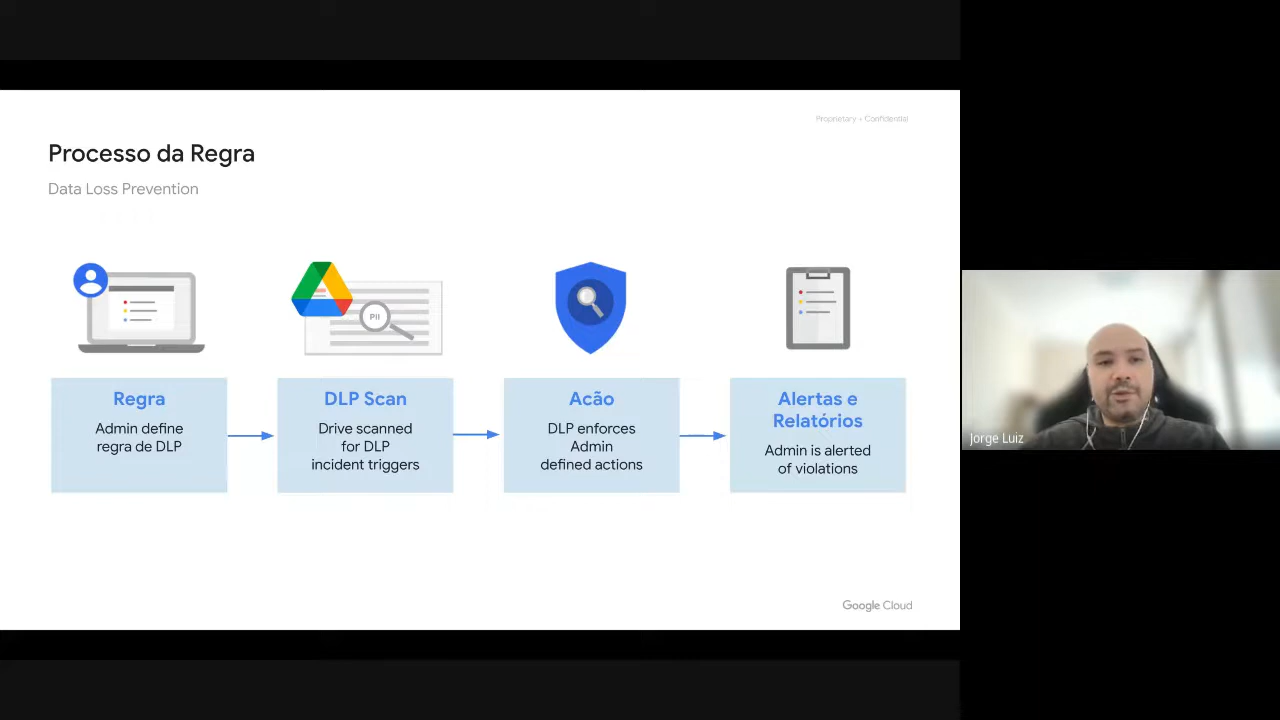 Proprietary + Confidential
Processo da Regra
Data Loss Prevention
PII
Regra
Admin define
regra de DLP
DLP Scan
Drive scanned
for DLP
incident triggers
Acão
DLP enforces
Admin
defined actions
Alertas e
Relatórios
Admin is alerted
of violations
Google Cloud
Jorge Luiz